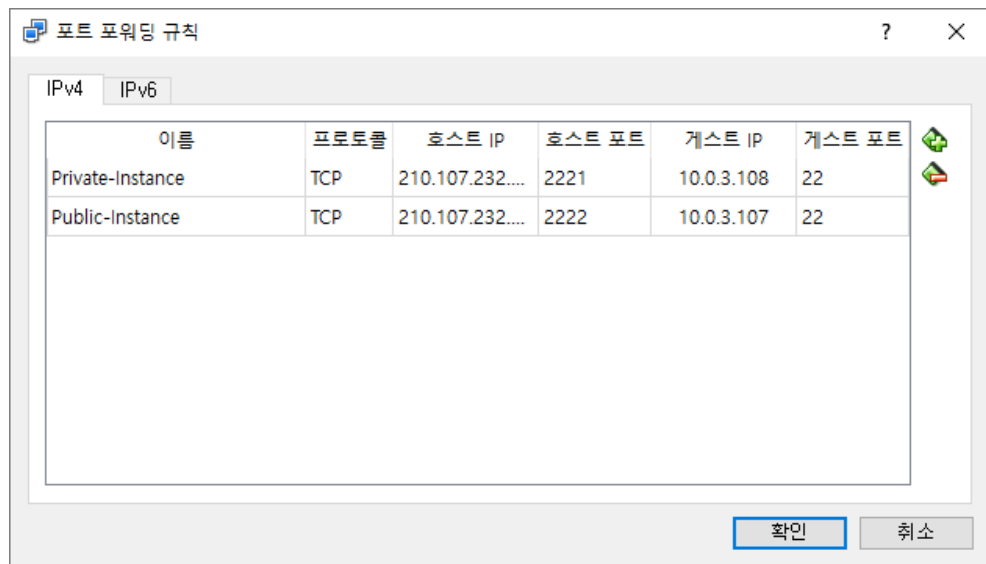 포트 포워딩 규칙
?
IPv4 IPv6
이름 프로토콜 호스트 IP 호스트 포트 게스트 IP 게스트 포트
Private-Instance TCP 210.107.232.... 2221 10.0.3.108 22
Public-Instance TCP 210.107.232.... 2222 10.0.3.107 22
확인 취소